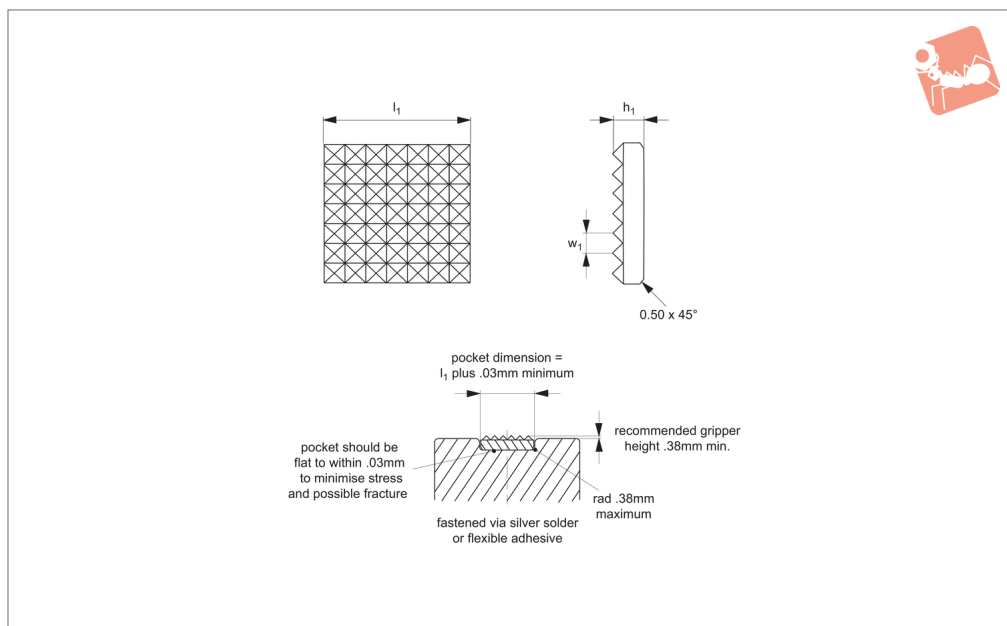 l₁
h₁
w₁
0.50 x 45°
pocket dimension =
l₁ plus .03mm minimum
pocket should be
flat to within .03mm
to minimise stress
and possible fracture
recommended gripper
height .38mm min.
rad .38mm
maximum
fastened via silver solder
or flexible adhesive